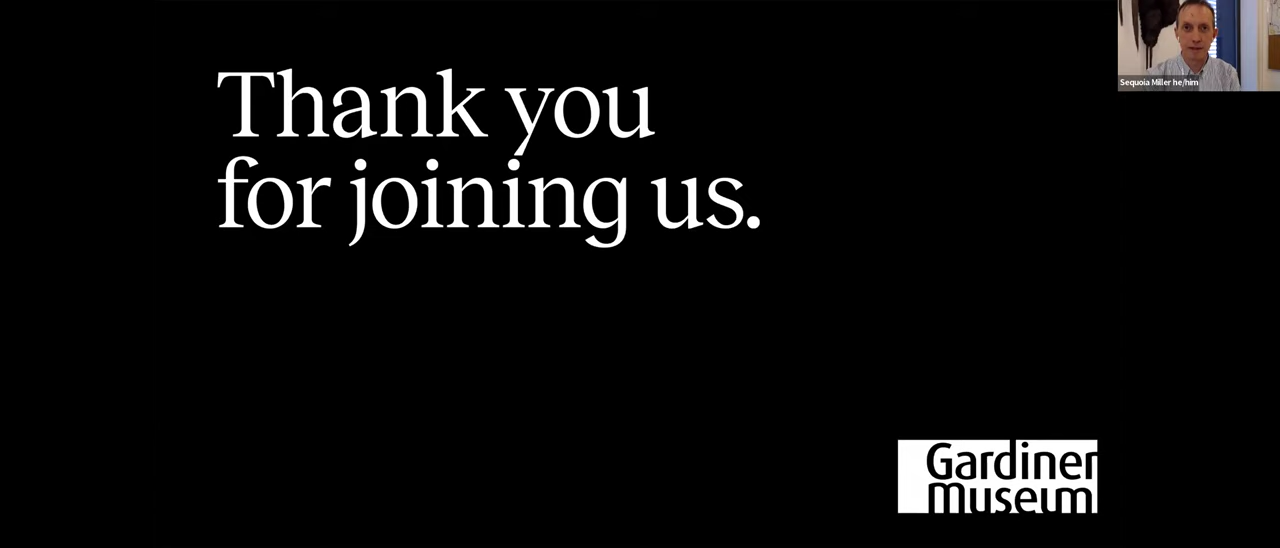 Thank you
for joining us.
Sequoia Miller he/him
Gardiner
Museum